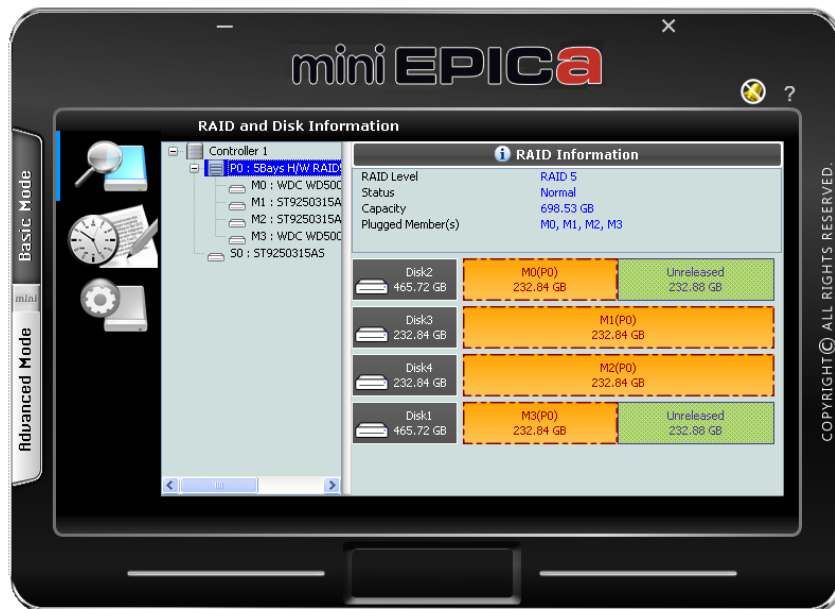 mini EPICa
?
RAID and Disk Information
Basic Mode
mini
Advanced Mode
Controller 1
P0 : 5Bays H/W RAID5
M0 : WDC WD500
M1 : ST9250315A
M2 : ST9250315A
M3 : WDC WD500
S0 : ST9250315AS
RAID Information
RAID Level RAID 5
Status Normal
Capacity 698.53 GB
Plugged Member(s) M0, M1, M2, M3
Disk2 M0(P0) Unreleased
465.72 GB 232.84 GB 232.88 GB
Disk3 M1(P0)
232.84 GB 232.84 GB
Disk4 M2(P0)
232.84 GB 232.84 GB
Disk1 M3(P0) Unreleased
465.72 GB 232.84 GB 232.88 GB
COPYRIGHT© ALL RIGHTS RESERVED.